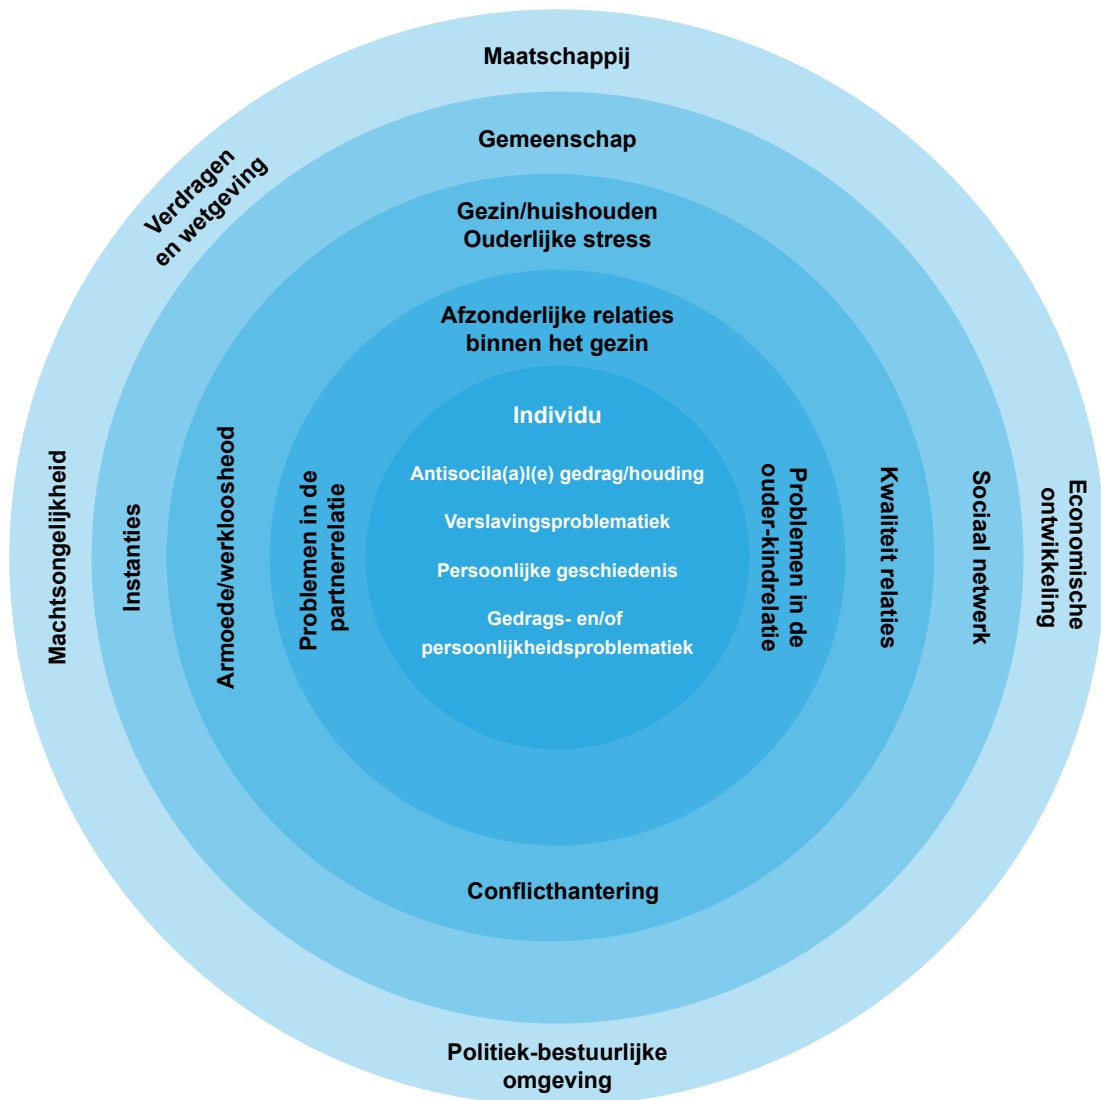 Maatschappij
Verdragen
en wetgeving
Machtsongelijkheid
Economische
ontwikkeling
Politiek-bestuurlijke
omgeving
Gemeenschap
Instanties
Sociaal netwerk
Gezin/huishouden
Ouderlijke stress
Armoede/werkloosheod
Kwaliteit relaties
Conflicthantering
Afzonderlijke relaties
binnen het gezin
Problemen in de
partnerrelatie
Problemen in de
ouder-kindrelatie
Individu
Antisocila(a)l(e) gedrag/houding
Verslavingsproblematiek
Persoonlijke geschiedenis
Gedrags- en/of
persoonlijkheidsproblematiek